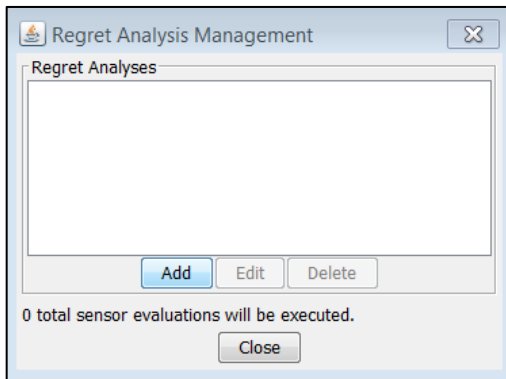 Regret Analysis Management
Regret Analyses
Add Edit Delete
0 total sensor evaluations will be executed.
Close